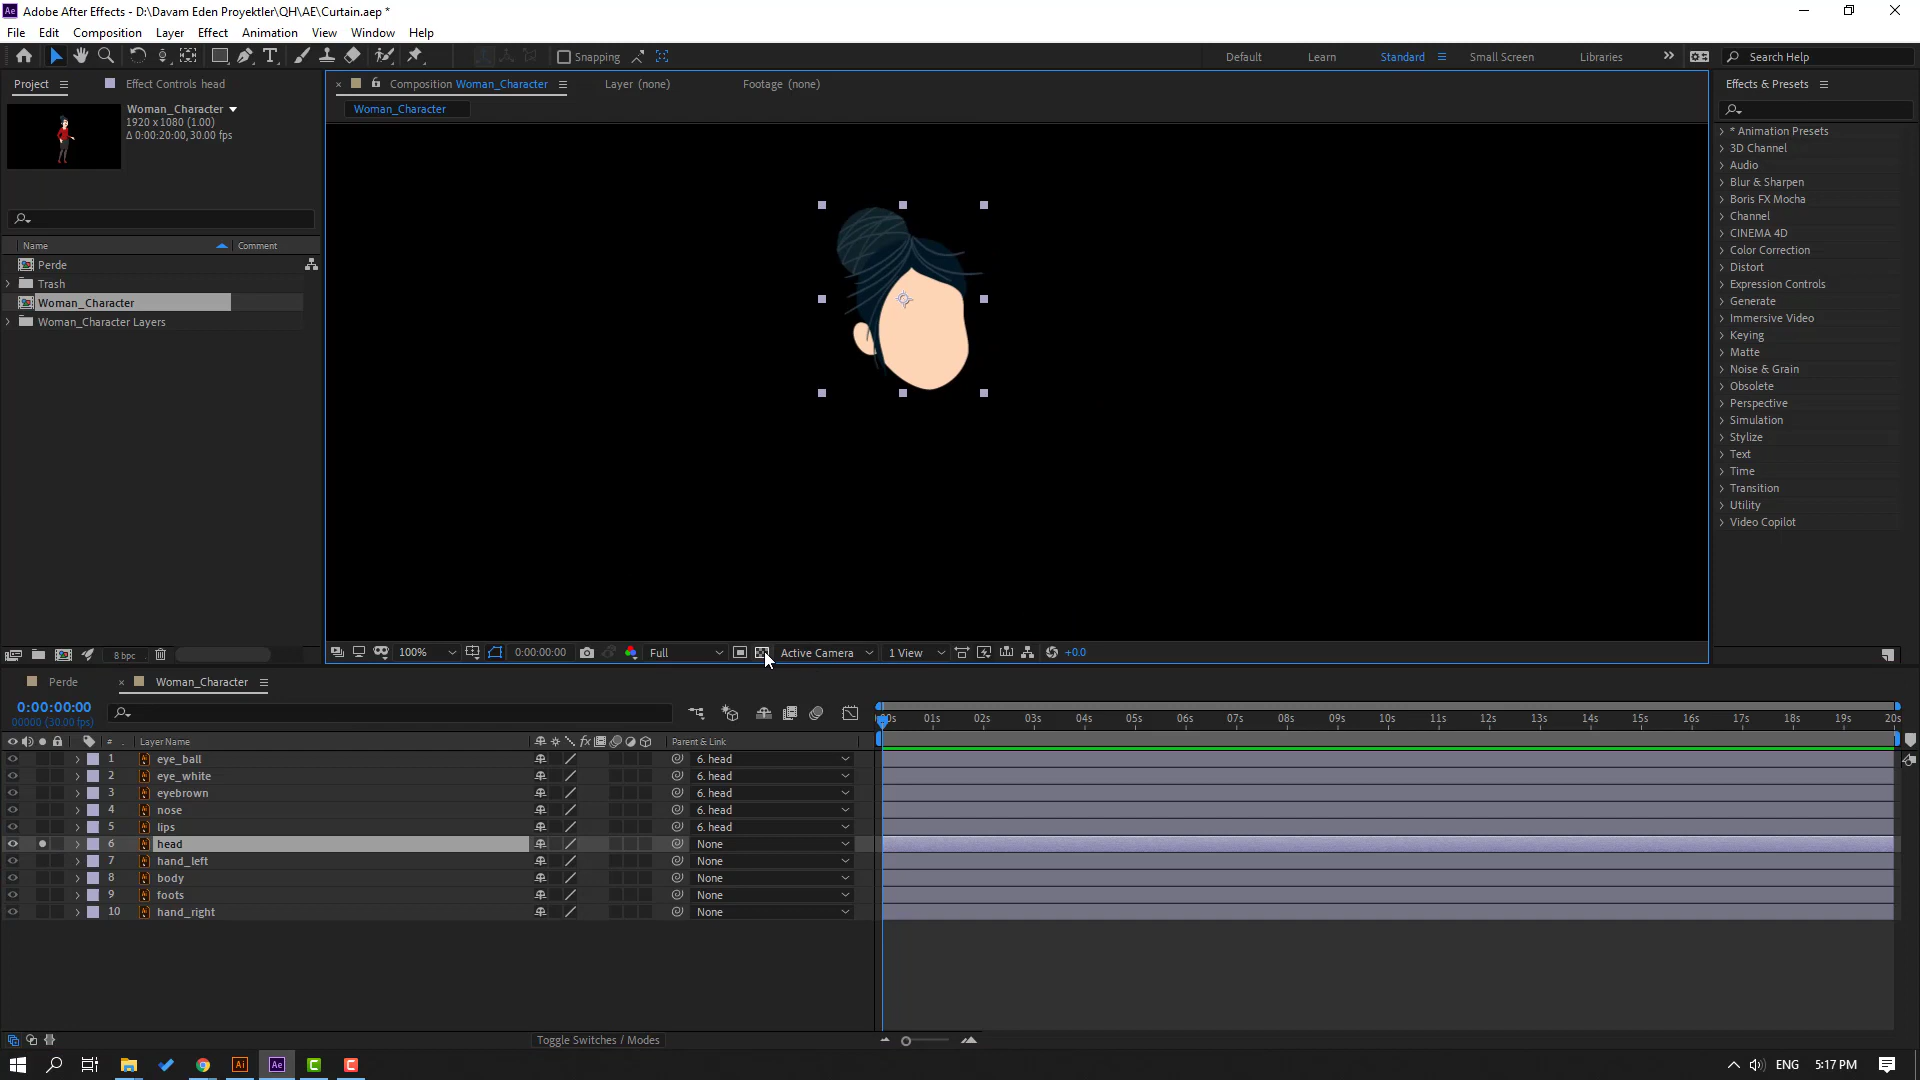 Adobe After Effects - D:\Davam Eden Proyektler\QH\AE\Curtain.aep *
File Edit Composition Layer Effect Animation View Window Help
Snapping
Default Learn Standard Small Screen Libraries Search Help
Project Effect Controls head
Composition Woman_Character Layer (none) Footage (none)
Effects & Presets
Woman_Character
1920 x 1080 (1.00)
Δ 0:00:20:00, 30.00 fps
Woman_Character
Name Comment
Perde
Trash
Woman_Character
Woman_Character Layers
* Animation Presets
3D Channel
Audio
Blur & Sharpen
Boris FX Mocha
Channel
CINEMA 4D
Color Correction
Distort
Expression Controls
Generate
Immersive Video
Keying
Matte
Noise & Grain
Obsolete
Perspective
Simulation
Stylize
Text
Time
Transition
Utility
Video Copilot
8 bpc
100% 0:00:00:00 Full Active Camera 1 View +0.0
Perde Woman_Character
0:00:00:00
00000 (30.00 fps)
01s 02s 03s 04s 05s 06s 07s 08s 09s 10s 11s 12s 13s 14s 15s 16s 17s 18s 19s 20s
# Layer Name fx Parent & Link
1 eye_ball 6. head
2 eye_white 6. head
3 eyebrown 6. head
4 nose 6. head
5 lips 6. head
6 head None
7 hand_left None
8 body None
9 foots None
10 hand_right None
Toggle Switches / Modes
Ai Ae C C ENG 5:17 PM